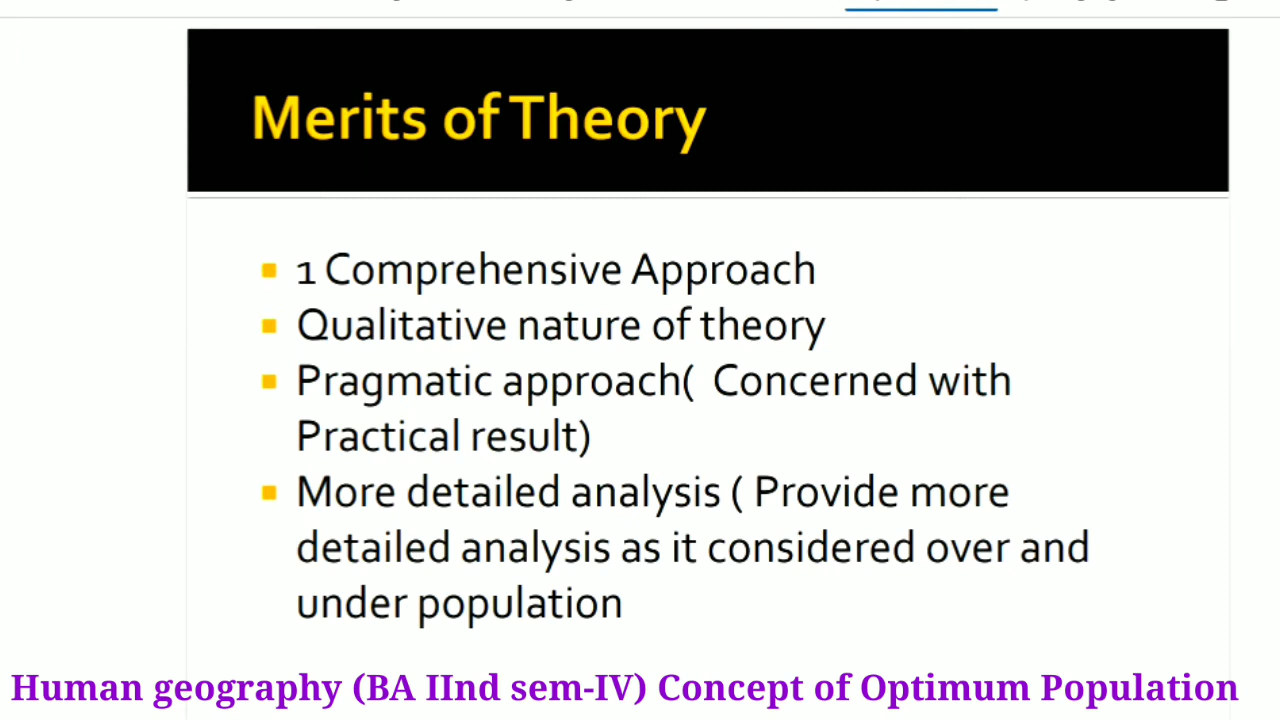 Merits of Theory
1 Comprehensive Approach
Qualitative nature of theory
Pragmatic approach( Concerned with
Practical result)
More detailed analysis ( Provide more
detailed analysis as it considered over and
under population
Human geography (BA IInd sem-IV) Concept of Optimum Population